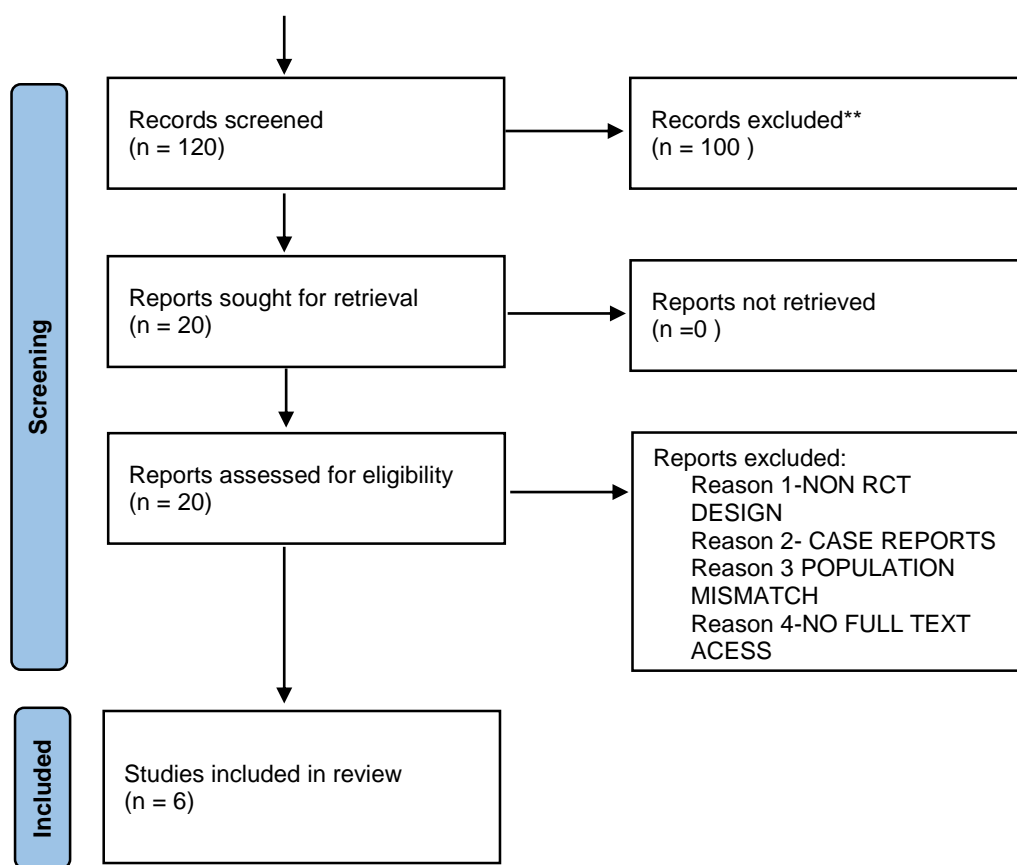 Screening
Records screened
(n = 120)
Records excluded**
(n = 100 )
Reports sought for retrieval
(n = 20)
Reports not retrieved
(n =0 )
Reports assessed for eligibility
(n = 20)
Reports excluded:
Reason 1-NON RCT
DESIGN
Reason 2- CASE REPORTS
Reason 3 POPULATION
MISMATCH
Reason 4-NO FULL TEXT
ACESS
Included
Studies included in review
(n = 6)